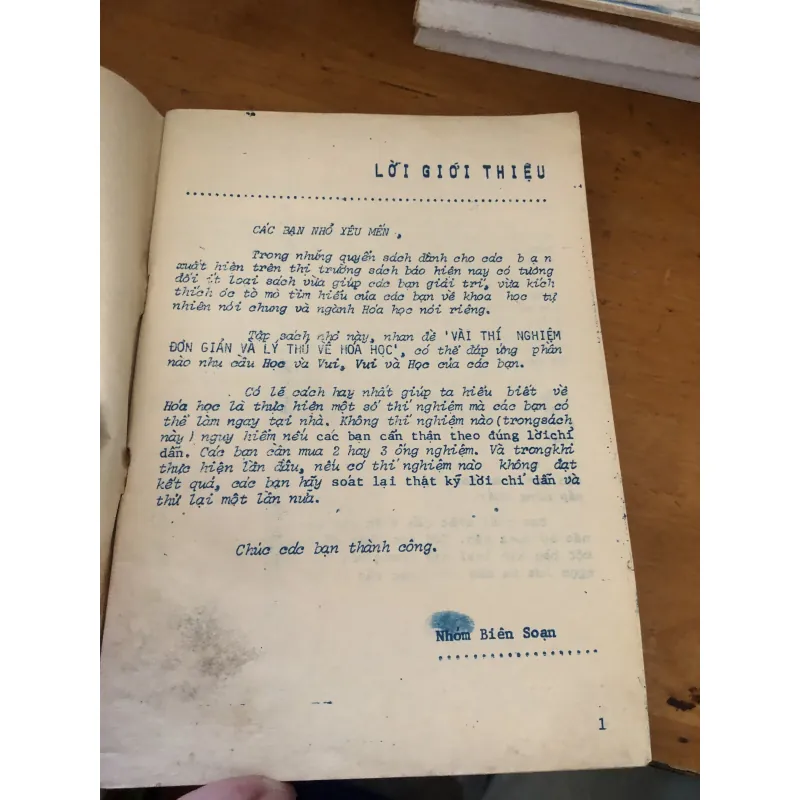 LỜI GIỚI THIỆU
CÁC BẠN NHỎ YÊU MẾN,
Trong những quyển sách dành cho các bạn
xuất hiện trên thị trường sách báo hiện nay có tương
đối ít loại sách vừa giúp các bạn giải trí, vừa kích
thích óc tò mò tìm hiểu của các bạn về khoa học tự
nhiên nói chung và ngành Hóa học nói riêng.
Tập sách nhỏ này, nhan đề 'VÀI THÍ NGHIỆM
ĐƠN GIẢN VÀ LÝ THÚ VỀ HÓA HỌC', có thể đáp ứng phần
nào nhu cầu Học và Vui, Vui và Học của các bạn.
Có lẽ cách hay nhất giúp ta hiểu biết về
Hóa học là thực hiện một số thí nghiệm mà các bạn có
thể làm ngay tại nhà. Không thí nghiệm nào(trongsách
này) nguy hiểm nếu các bạn cẩn thận theo đúng lờichỉ
dẫn. Các bạn cần mua 2 hay 3 ống nghiệm. Và trongkhi
thực hiện lần đầu, nếu có thí nghiệm nào không đạt
kết quả, các bạn hãy soát lại thật kỹ lời chỉ dẫn và
thử lại một lần nữa.
Chúc các bạn thành công.
Nhóm Biên Soạn
1